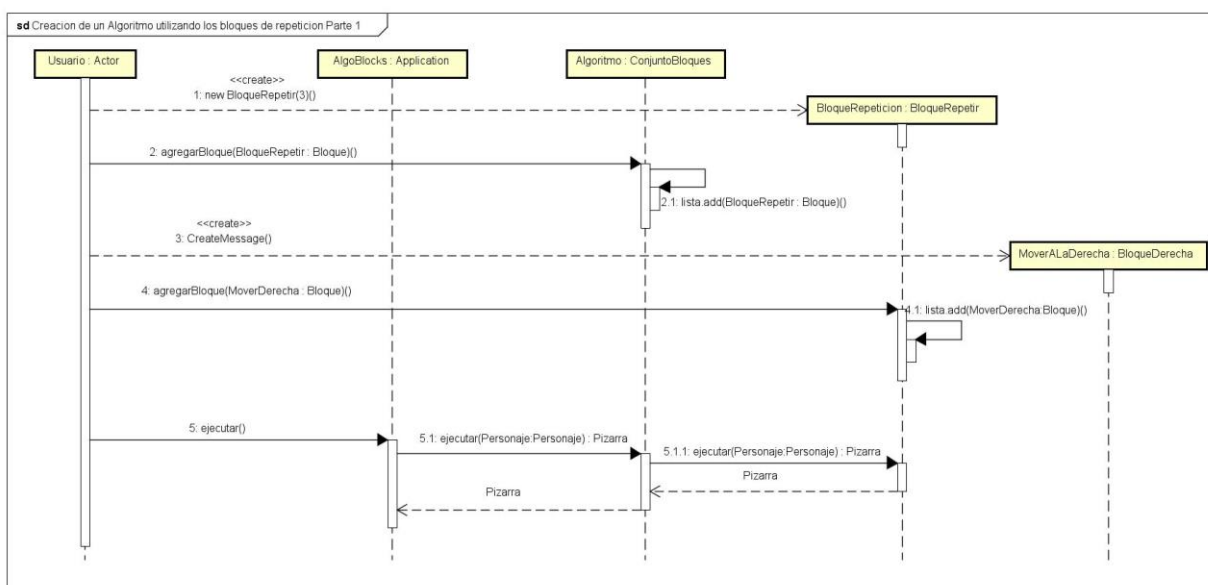 sd Creacion de un Algoritmo utilizando los bloques de repeticion Parte 1
Usuario : Actor
AlgoBlocks : Application
Algoritmo : ConjuntoBloques
<<create>>
1: new BloqueRepetir(3)()
BloqueRepeticion : BloqueRepetir
2: agregarBloque(BloqueRepetir : Bloque)()
2.1: lista.add(BloqueRepetir : Bloque)()
<<create>>
3: CreateMessage()
MoverALaDerecha : BloqueDerecha
4: agregarBloque(MoverDerecha : Bloque)()
4.1: lista.add(MoverDerecha:Bloque)()
5: ejecutar()
5.1: ejecutar(Personaje:Personaje) : Pizarra
5.1.1: ejecutar(Personaje:Personaje) : Pizarra
Pizarra
Pizarra